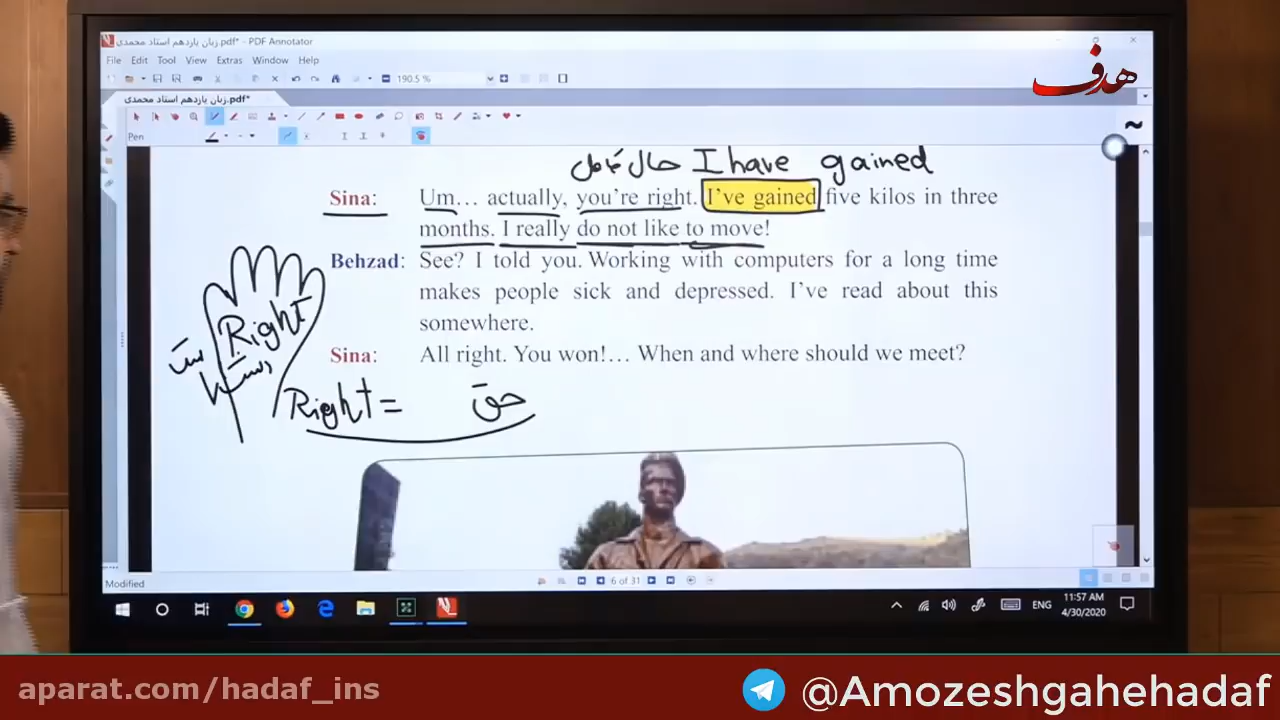 زبان یازدهم استاد محمدی.pdf* - PDF Annotator
هدف
File Edit Tool View Extras Window Help
190.5 %
زبان یازدهم استاد محمدی.pdf*
Pen
حال کامل I have gained
Sina: Um… actually, you're right. I've gained five kilos in three
months. I really do not like to move!
Behzad: See? I told you. Working with computers for a long time
makes people sick and depressed. I've read about this
somewhere.
Sina: All right. You won!… When and where should we meet?
Right
راست
Right = حق
6 of 31
Modified
ENG
11:57 AM
4/30/2020
aparat.com/hadaf_ins
@Amozeshgahehadaf